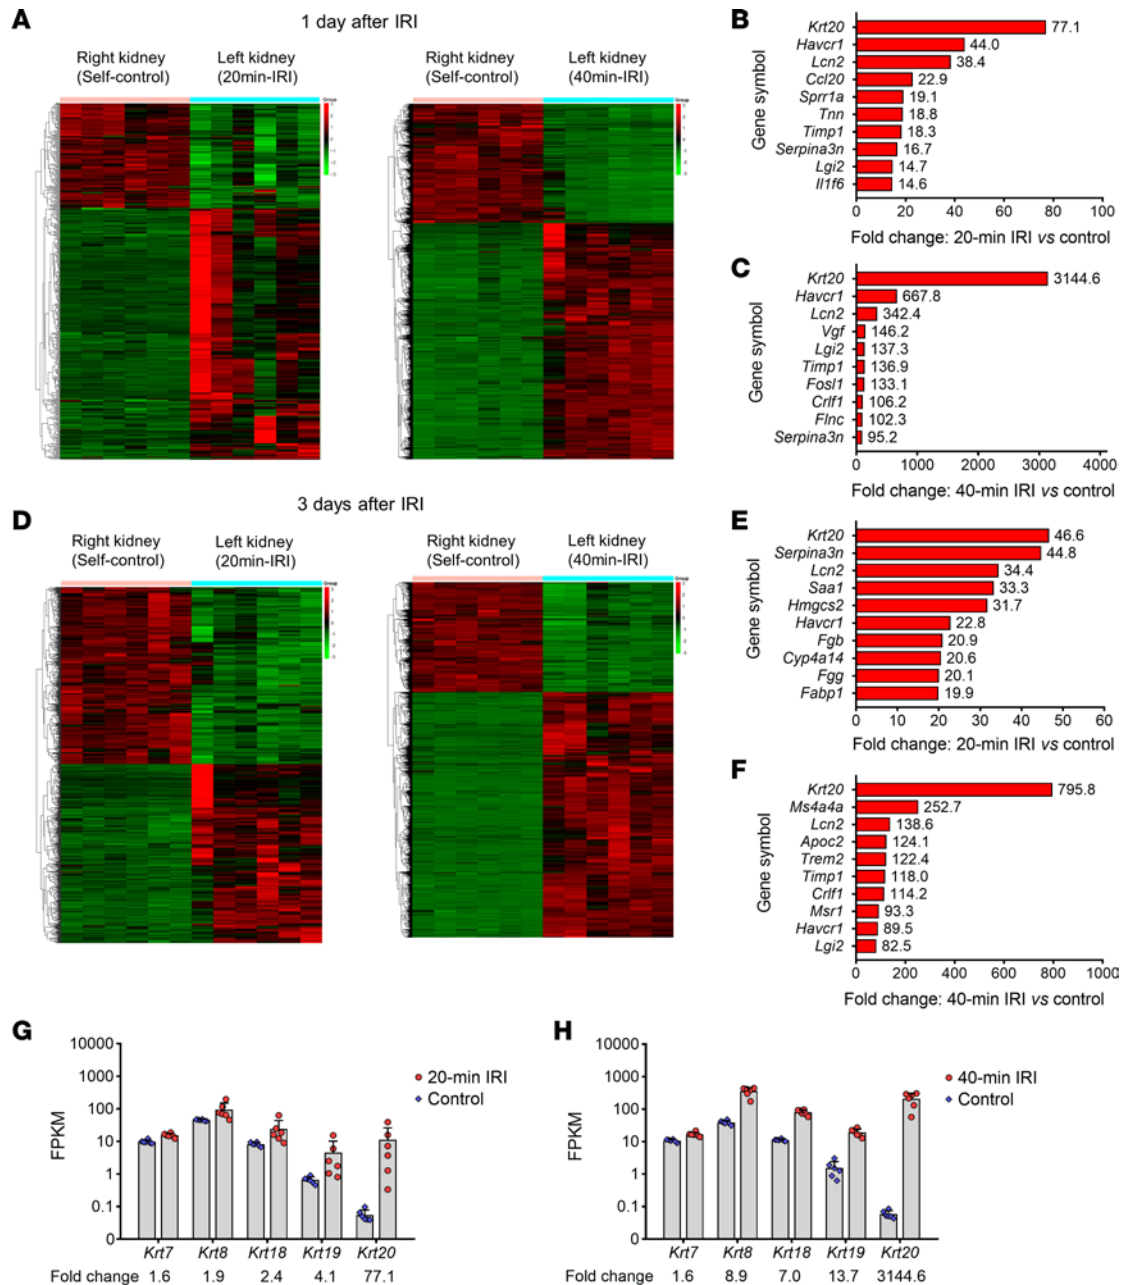 A
1 day after IRI
Right kidney
(Self-control)
Left kidney
(20min-IRI)
Right kidney
(Self-control)
Left kidney
(40min-IRI)
Group
Group
B
Gene symbol
Krt20 77.1
Havcr1 44.0
Lcn2 38.4
Ccl20 22.9
Sprr1a 19.1
Tnn 18.8
Timp1 18.3
Serpina3n 16.7
Lgi2 14.7
Il1f6 14.6
0 20 40 60 80 100
Fold change: 20-min IRI vs control
C
Gene symbol
Krt20 3144.6
Havcr1 667.8
Lcn2 342.4
Vgf 146.2
Lgi2 137.3
Timp1 136.9
Fosl1 133.1
Crlf1 106.2
Flnc 102.3
Serpina3n 95.2
0 1000 2000 3000 4000
Fold change: 40-min IRI vs control
D
3 days after IRI
Right kidney
(Self-control)
Left kidney
(20min-IRI)
Right kidney
(Self-control)
Left kidney
(40min-IRI)
Group
Group
E
Gene symbol
Krt20 46.6
Serpina3n 44.8
Lcn2 34.4
Saa1 33.3
Hmgcs2 31.7
Havcr1 22.8
Fgb 20.9
Cyp4a14 20.6
Fgg 20.1
Fabp1 19.9
0 10 20 30 40 50 60
Fold change: 20-min IRI vs control
F
Gene symbol
Krt20 795.8
Ms4a4a 252.7
Lcn2 138.6
Apoc2 124.1
Trem2 122.4
Timp1 118.0
Crlf1 114.2
Msr1 93.3
Havcr1 89.5
Lgi2 82.5
0 200 400 600 800 1000
Fold change: 40-min IRI vs control
G
FPKM
10000
1000
100
10
1
0.1
0
20-min IRI
Control
Krt7 Krt8 Krt18 Krt19 Krt20
Fold change 1.6 1.9 2.4 4.1 77.1
H
FPKM
10000
1000
100
10
1
0.1
0
40-min IRI
Control
Krt7 Krt8 Krt18 Krt19 Krt20
Fold change 1.6 8.9 7.0 13.7 3144.6